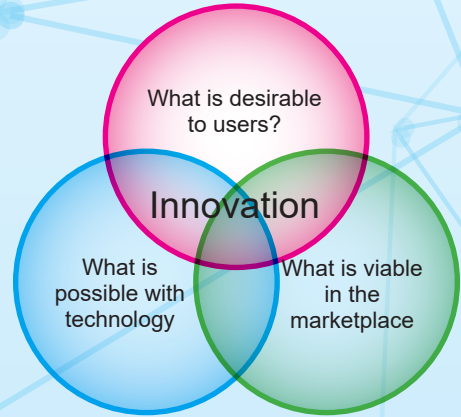 What is desirable
to users?
Innovation
What is
possible with
technology
What is viable
in the
marketplace